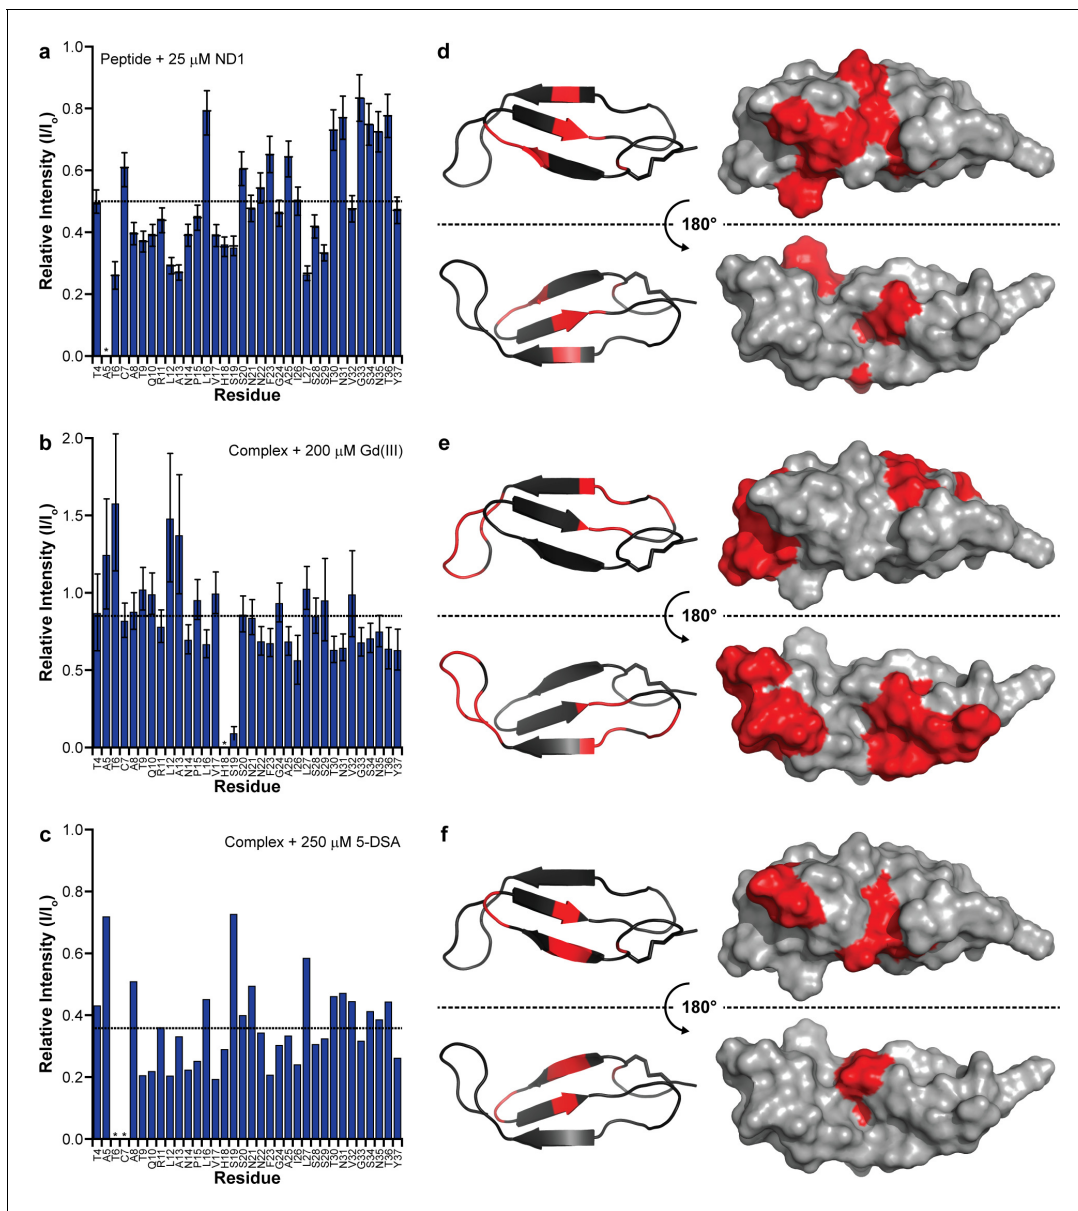 a
Peptide + 25 μM ND1
Relative Intensity (I/Io)
1.0
0.8
0.6
0.4
0.2
0.0
T4 A5 T6 C7 A8 T9 Q10 R11 L12 A13 N14 P15 L16 V17 H18 S19 S20 N21 N22 F23 G24 A25 I26 L27 S28 S29 T30 N31 V32 G33 S34 N35 T36 Y37
*
Residue
d
180°
b
Complex + 200 μM Gd(III)
Relative Intensity (I/Io)
2.0
1.5
1.0
0.5
0.0
T4 A5 T6 C7 A8 T9 Q10 R11 L12 A13 N14 P15 L16 V17 H18 S19 S20 N21 N22 F23 G24 A25 I26 L27 S28 S29 T30 N31 V32 G33 S34 N35 T36 Y37
*
Residue
e
180°
c
Complex + 250 μM 5-DSA
Relative Intensity (I/Io)
1.0
0.8
0.6
0.4
0.2
0.0
T4 A5 T6 C7 A8 T9 Q10 R11 L12 A13 N14 P15 L16 V17 H18 S19 S20 N21 N22 F23 G24 A25 I26 L27 S28 S29 T30 N31 V32 G33 S34 N35 T36 Y37
* *
Residue
f
180°